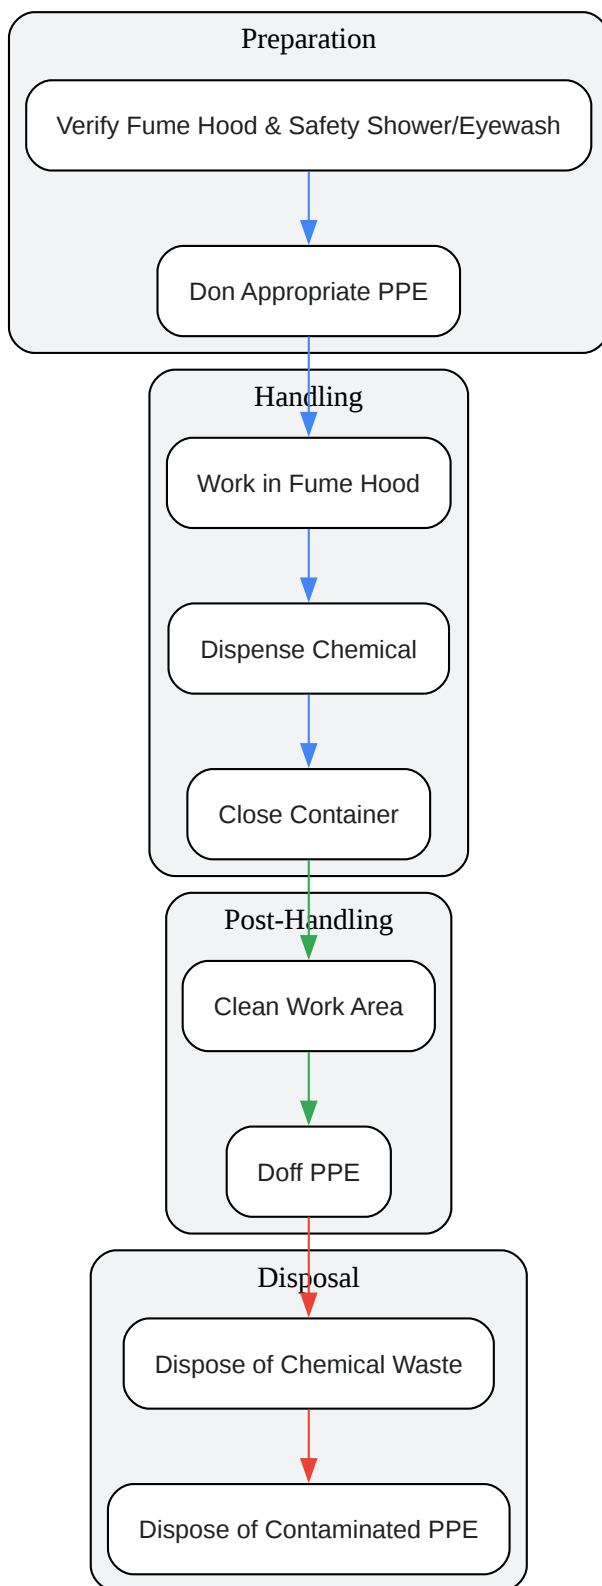 Preparation
Verify Fume Hood & Safety Shower/Eyewash
Don Appropriate PPE
Handling
Work in Fume Hood
Dispense Chemical
Close Container
Post-Handling
Clean Work Area
Doff PPE
Disposal
Dispose of Chemical Waste
Dispose of Contaminated PPE